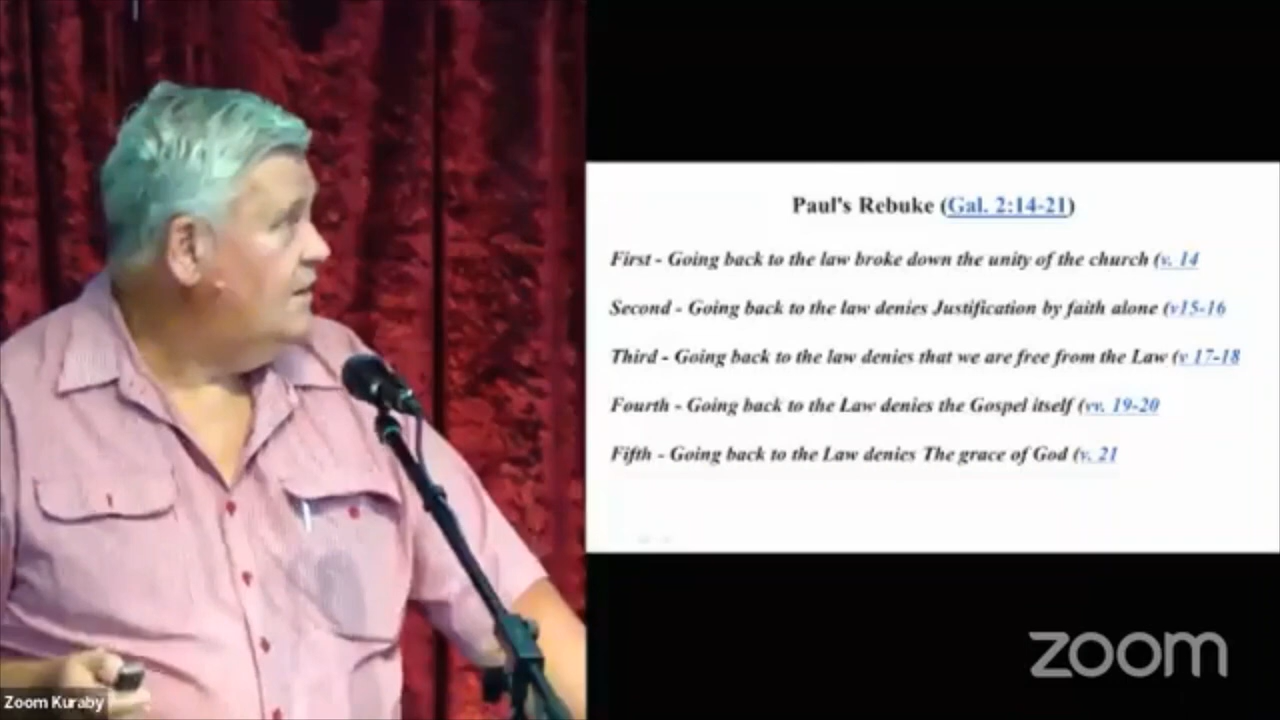 Paul's Rebuke (Gal. 2:14-21)
First - Going back to the law broke down the unity of the church (v. 14
Second - Going back to the law denies Justification by faith alone (v15-16
Third - Going back to the law denies that we are free from the Law (v 17-18
Fourth - Going back to the Law denies the Gospel itself (vv. 19-20
Fifth - Going back to the Law denies The grace of God (v. 21
zoom
Zoom Kuraby